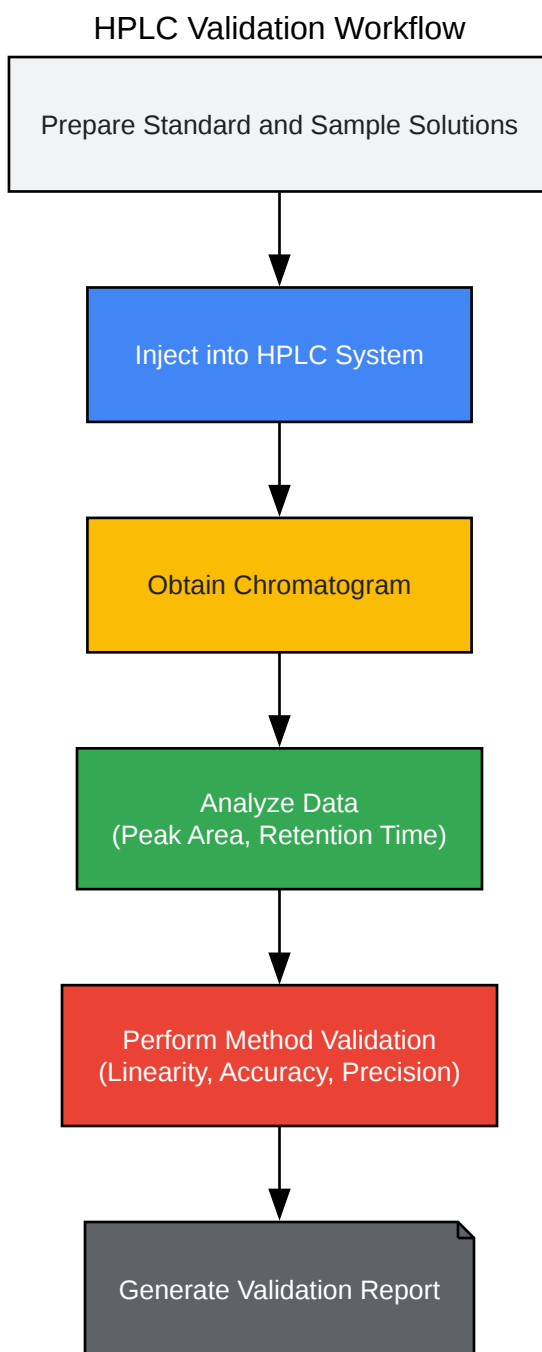 HPLC Validation Workflow
Prepare Standard and Sample Solutions
Inject into HPLC System
Obtain Chromatogram
Analyze Data
(Peak Area, Retention Time)
Perform Method Validation
(Linearity, Accuracy, Precision)
Generate Validation Report